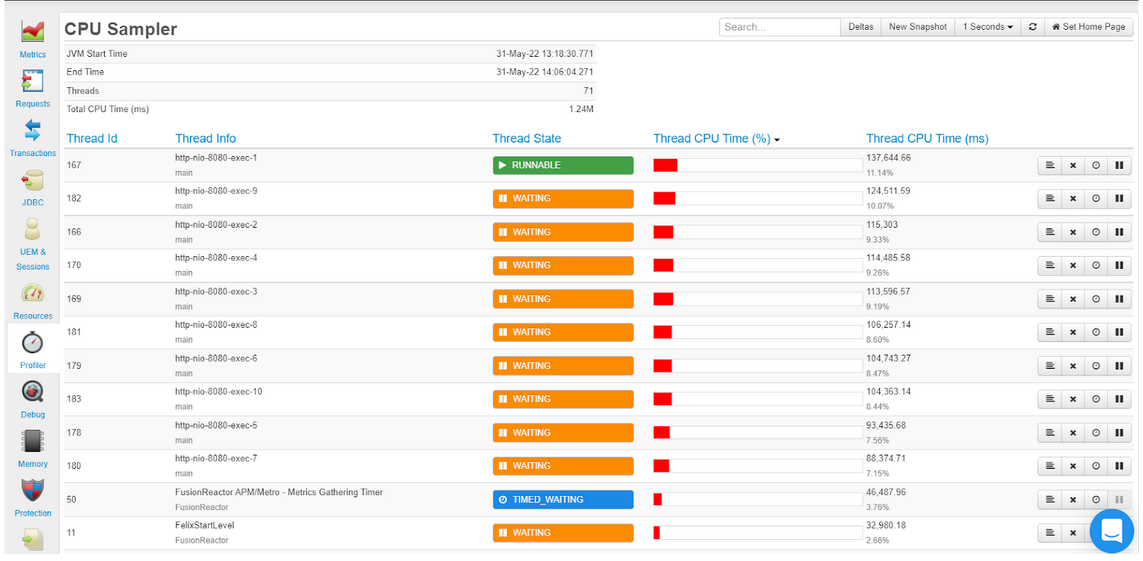 CPU Sampler
Search...
Deltas
New Snapshot
1 Seconds
Set Home Page
Metrics
Requests
Transactions
JDBC
UEM &
Sessions
Resources
Profiler
Debug
Memory
Protection
JVM Start Time 31-May-22 13:18:30.771
End Time 31-May-22 14:06:04.271
Threads 71
Total CPU Time (ms) 1.24M
Thread Id Thread Info Thread State Thread CPU Time (%) Thread CPU Time (ms)
167 http-nio-8080-exec-1 RUNNABLE 137,644.66
main 11.14%
182 http-nio-8080-exec-9 WAITING 124,511.59
main 10.07%
166 http-nio-8080-exec-2 WAITING 115,303
main 9.33%
170 http-nio-8080-exec-4 WAITING 114,485.58
main 9.26%
169 http-nio-8080-exec-3 WAITING 113,596.57
main 9.19%
181 http-nio-8080-exec-8 WAITING 106,257.14
main 8.60%
179 http-nio-8080-exec-6 WAITING 104,743.27
main 8.47%
183 http-nio-8080-exec-10 WAITING 104,363.14
main 8.44%
178 http-nio-8080-exec-5 WAITING 93,435.68
main 7.56%
180 http-nio-8080-exec-7 WAITING 88,374.71
main 7.15%
50 FusionReactor APM/Metro - Metrics Gathering Timer TIMED_WAITING 46,487.96
FusionReactor 3.76%
11 FelixStartLevel WAITING 32,980.18
FusionReactor 2.66%